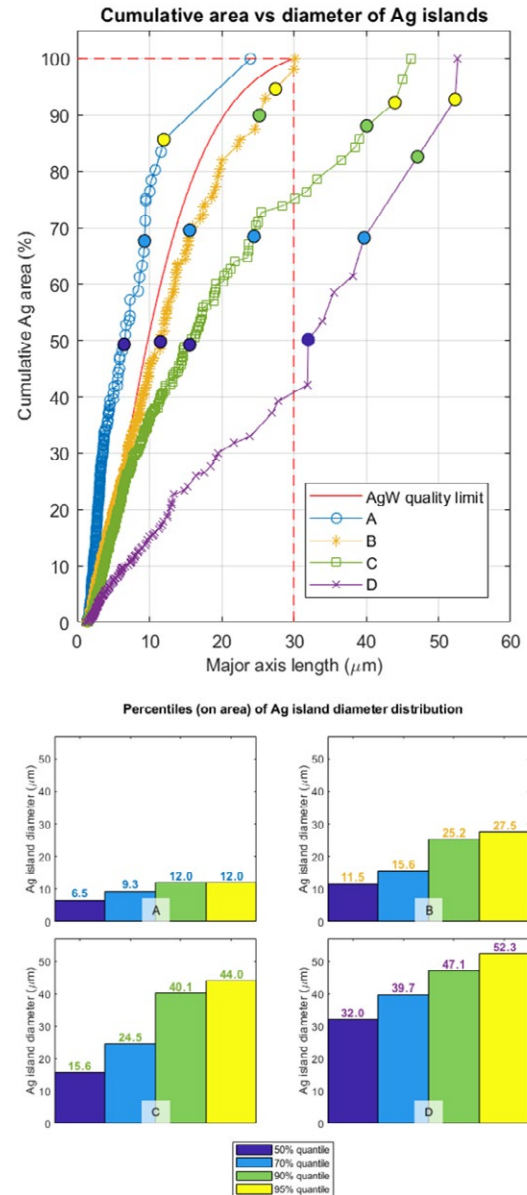 Cumulative area vs diameter of Ag islands
Cumulative Ag area (%)
100
90
80
70
60
50
40
30
20
10
0
AgW quality limit
A
B
C
D
0 10 20 30 40 50 60
Major axis length (μm)
Percentiles (on area) of Ag island diameter distribution
Ag island diameter (μm)
50
40
30
20
10
0
6.5 9.3 12.0 12.0
A
Ag island diameter (μm)
50
40
30
20
10
0
11.5 15.6 25.2 27.5
B
Ag island diameter (μm)
50
40
30
20
10
0
15.6 24.5 40.1 44.0
C
Ag island diameter (μm)
50
40
30
20
10
0
32.0 39.7 47.1 52.3
D
50% quantile
70% quantile
90% quantile
95% quantile